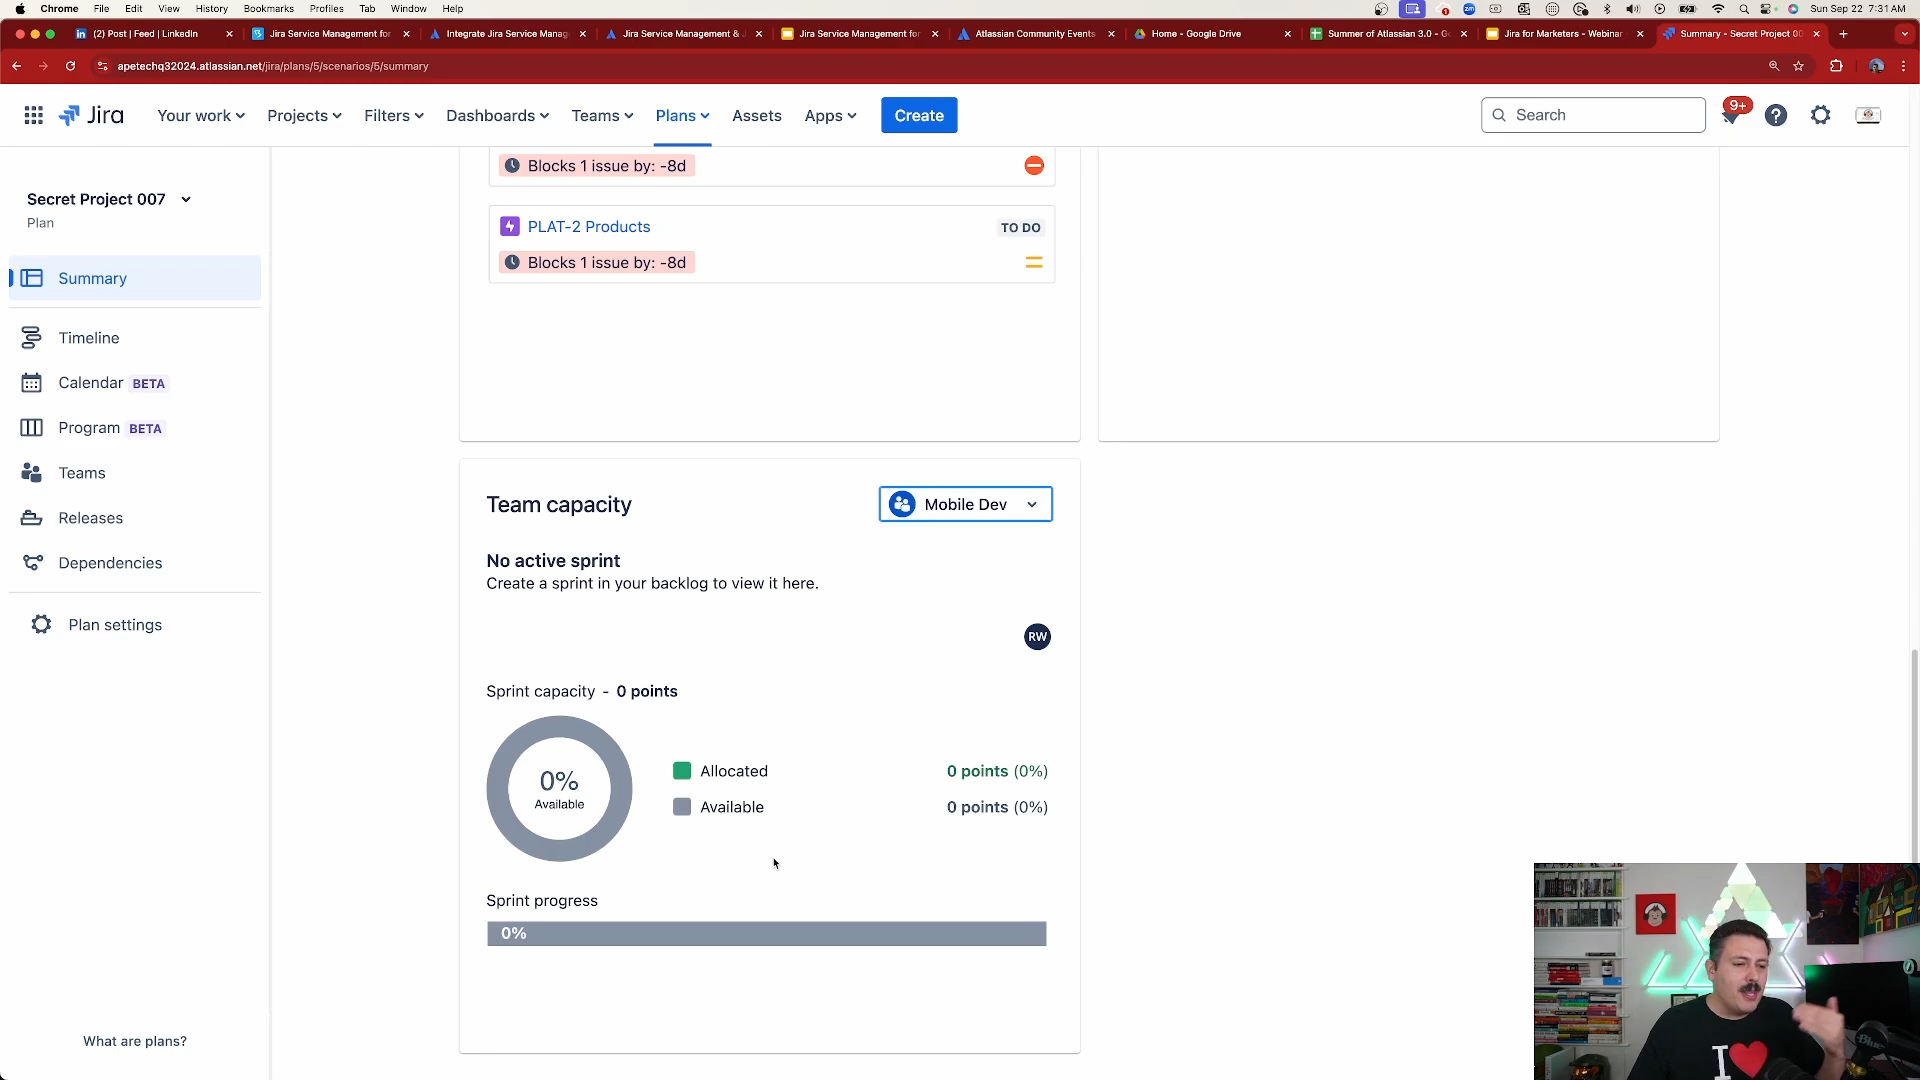 Chrome File Edit View History Bookmarks Profiles Tab Window Help Sun Sep 22 7:31 AM
(2) Post | Feed | LinkedIn
Jira Service Management for
Integrate Jira Service Manag
Jira Service Management & J
Jira Service Management for
Atlassian Community Events
Home - Google Drive
Summer of Atlassian 3.0 - Go
Jira for Marketers - Webinar
Summary - Secret Project 00
apetechq32024.atlassian.net/jira/plans/5/scenarios/5/summary
Jira Your work Projects Filters Dashboards Teams Plans Assets Apps Create Search 9+
Secret Project 007
Plan
Summary
Timeline
Calendar BETA
Program BETA
Teams
Releases
Dependencies
Plan settings
What are plans?
Blocks 1 issue by: -8d
PLAT-2 Products TO DO
Blocks 1 issue by: -8d
Team capacity Mobile Dev
No active sprint
Create a sprint in your backlog to view it here.
RW
Sprint capacity - 0 points
0%
Available
Allocated 0 points (0%)
Available 0 points (0%)
Sprint progress
0%
I
Blue